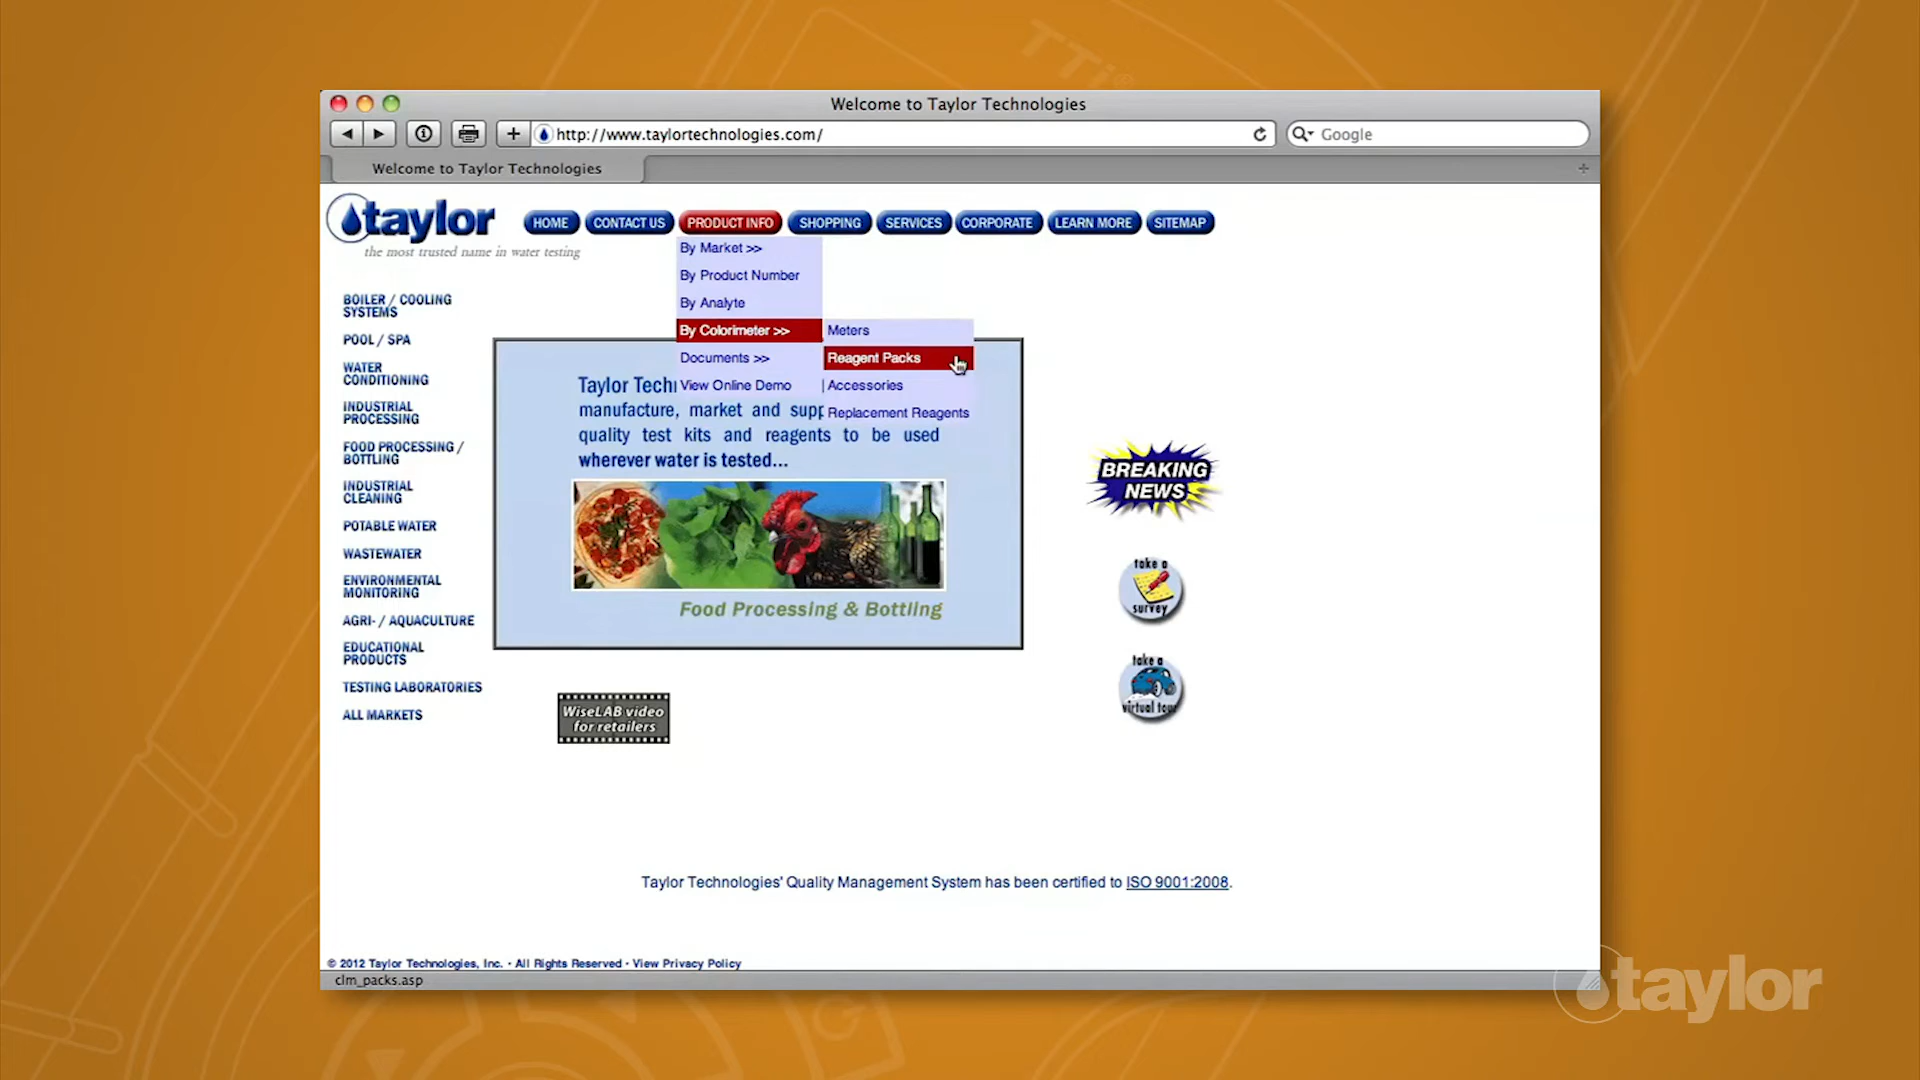 TTi®
Welcome to Taylor Technologies
http://www.taylortechnologies.com/
Google
Welcome to Taylor Technologies
taylor
the most trusted name in water testing
HOME
CONTACT US
PRODUCT INFO
SHOPPING
SERVICES
CORPORATE
LEARN MORE
SITEMAP
By Market >>
By Product Number
By Analyte
By Colorimeter >>
Documents >>
View Online Demo
Meters
Reagent Packs
Accessories
Replacement Reagents
BOILER / COOLING
SYSTEMS
POOL / SPA
WATER
CONDITIONING
INDUSTRIAL
PROCESSING
FOOD PROCESSING /
BOTTLING
INDUSTRIAL
CLEANING
POTABLE WATER
WASTEWATER
ENVIRONMENTAL
MONITORING
AGRI- / AQUACULTURE
EDUCATIONAL
PRODUCTS
TESTING LABORATORIES
ALL MARKETS
Taylor
manufacture, market and
quality test kits and reagents to be used
wherever water is tested...
Food Processing & Bottling
BREAKING
NEWS
take a
survey
take a
virtual tour
WiseLAB video
for retailers
Taylor Technologies' Quality Management System has been certified to ISO 9001:2008.
© 2012 Taylor Technologies, Inc. • All Rights Reserved • View Privacy Policy
clm_packs.asp
taylor